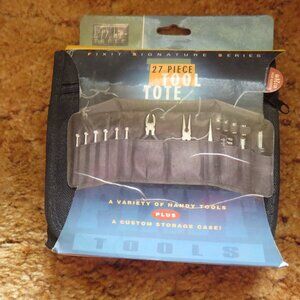 FIXIT SIGNATURE SERIES
27 PIECE
TOOL
TOTE
A VARIETY OF HANDY TOOLS
PLUS
A CUSTOM STORAGE CASE!
TOOLS